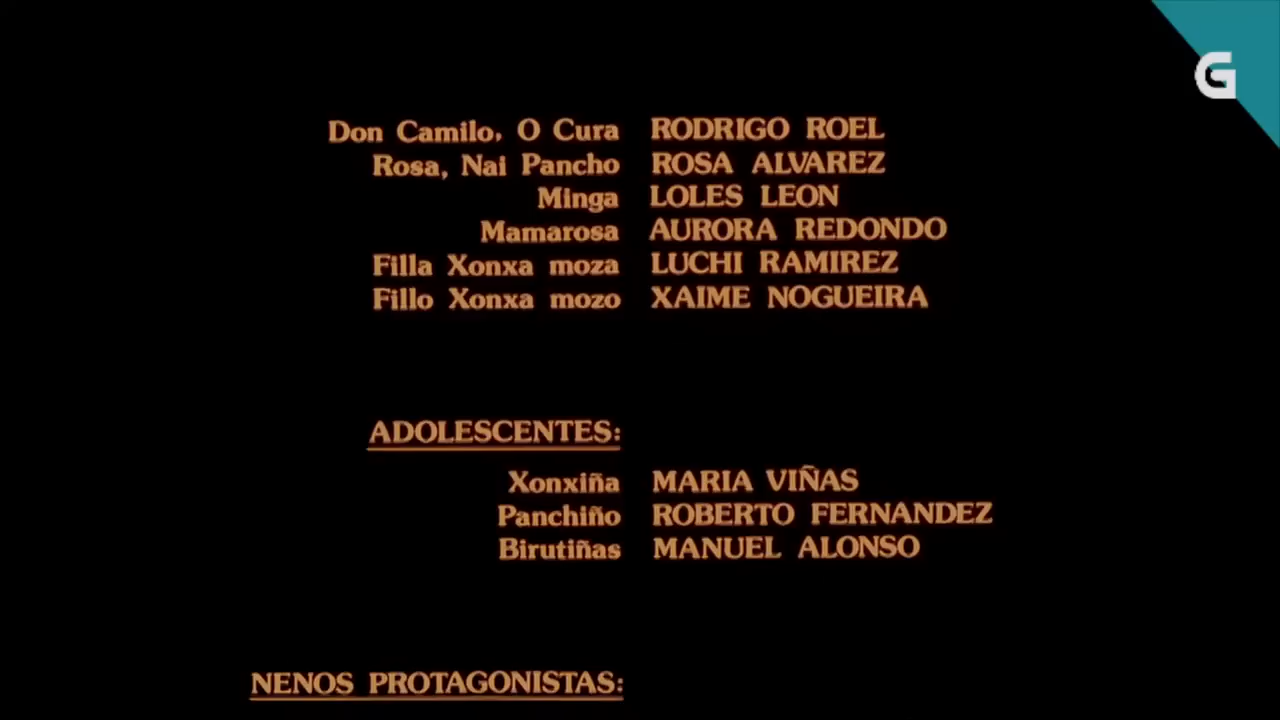 G
Don Camilo, O Cura RODRIGO ROEL
Rosa, Nai Pancho ROSA ALVAREZ
Minga LOLES LEON
Mamarosa AURORA REDONDO
Filla Xonxa moza LUCHI RAMIREZ
Fillo Xonxa mozo XAIME NOGUEIRA
ADOLESCENTES:
Xonxiña MARIA VIÑAS
Panchiño ROBERTO FERNANDEZ
Birutiñas MANUEL ALONSO
NENOS PROTAGONISTAS: